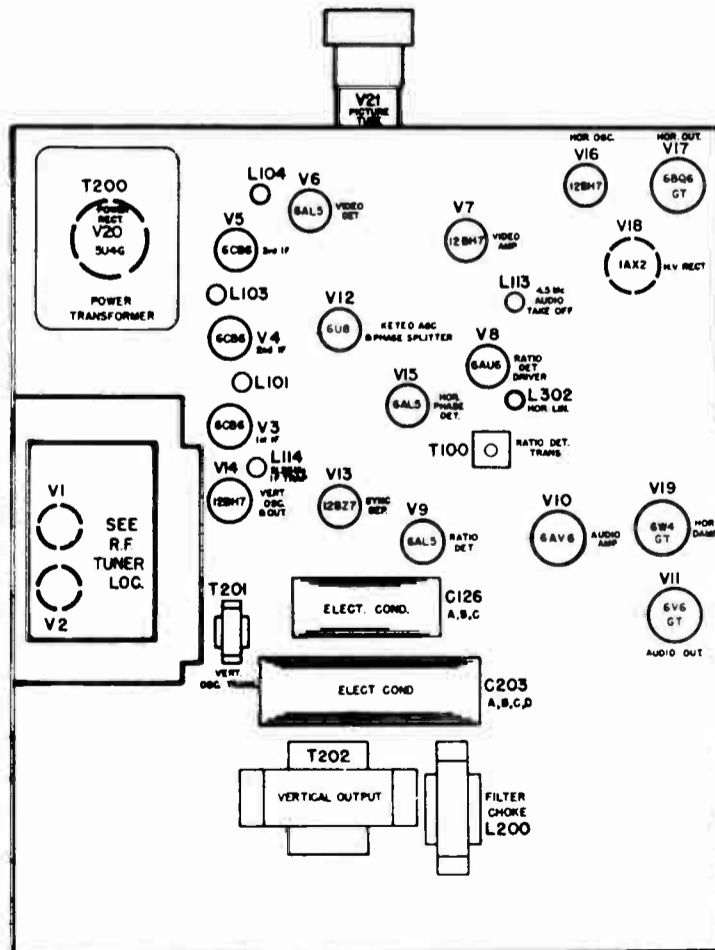 V21
PICTURE
TUBE
T200
POWER
RECT.
V20
5U4G
POWER
TRANSFORMER
L104
V6
6AL5
VIDEO
DET
V5
6CB6
2nd IF
V7
12BH7
VIDEO
AMP
HOR. OSC.
V16
12BH7
HOR. OUT.
V17
6BQ6
GT
V18
1AX2
H.V RECT
L103
L113
4.5 Mc
AUDIO
TAKE OFF
V12
6U8
KEYED AGC
&PHASE SPLITTER
V4
6CB6
2nd IF
V8
6AU6
RATIO
DET
DRIVER
L101
V15
6AL5
HOR.
PHASE
DET.
L302
HOR LIN.
V3
6CB6
1st IF
T100
RATIO DET.
TRANS
L114
IF TRAP
V14
12BH7
VERT
OSC
&OUT
V13
12BZ7
SYNC
SEP.
V9
6AL5
RATIO
DET
V10
6AV6
AUDIO
AMP
V19
6W4
GT
HOR
DAMP
V11
6V6
GT
AUDIO OUT
V1
V2
SEE
R.F.
TUNER
LOC.
T201
VERT.
OSC TRANS
ELECT. COND.
C126
A,B,C
ELECT COND
C203
A,B,C,D
T202
VERTICAL OUTPUT
FILTER
CHOKE
L200